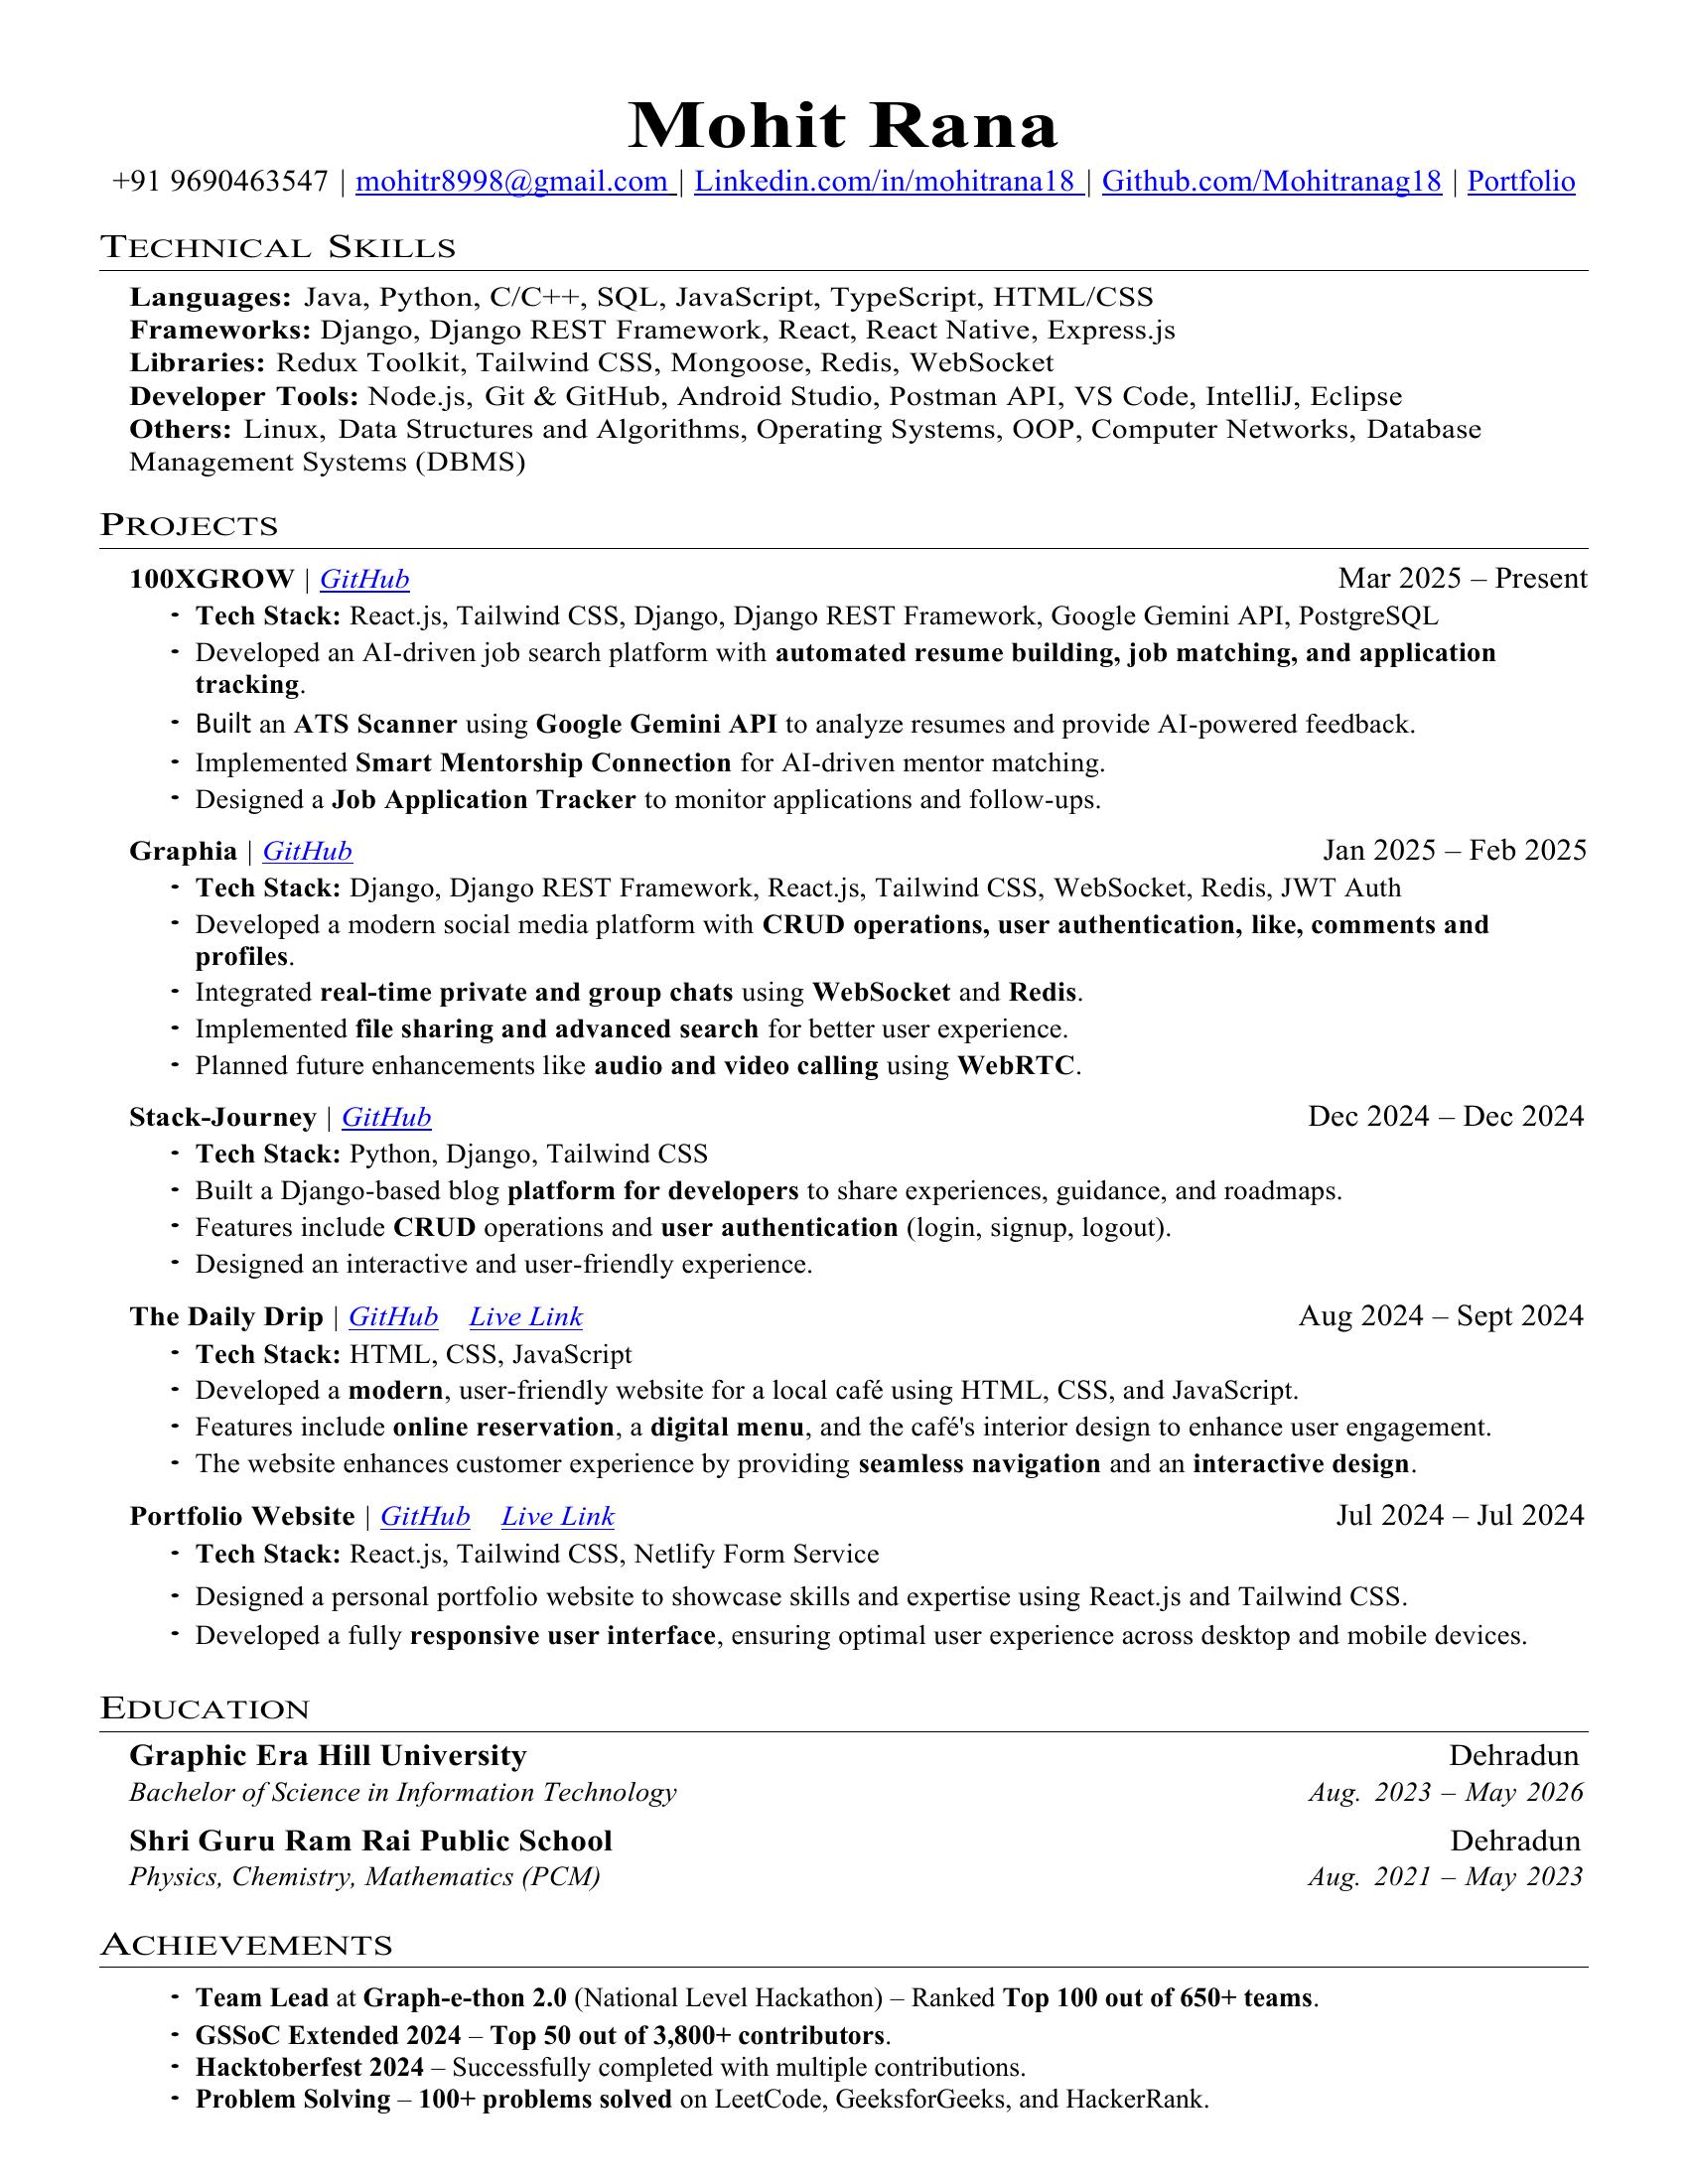 Mohit Rana
+91 9690463547 | mohitr8998@gmail.com | Linkedin.com/in/mohitrana18 | Github.com/Mohitranag18 | Portfolio
Technical Skills
Languages: Java, Python, C/C++, SQL, JavaScript, TypeScript, HTML/CSS
Frameworks: Django, Django REST Framework, React, React Native, Express.js
Libraries: Redux Toolkit, Tailwind CSS, Mongoose, Redis, WebSocket
Developer Tools: Node.js, Git & GitHub, Android Studio, Postman API, VS Code, IntelliJ, Eclipse
Others: Linux, Data Structures and Algorithms, Operating Systems, OOP, Computer Networks, Database
Management Systems (DBMS)
Projects
100XGROW | GitHub Mar 2025 – Present
- Tech Stack: React.js, Tailwind CSS, Django, Django REST Framework, Google Gemini API, PostgreSQL
- Developed an AI-driven job search platform with automated resume building, job matching, and application
tracking.
- Built an ATS Scanner using Google Gemini API to analyze resumes and provide AI-powered feedback.
- Implemented Smart Mentorship Connection for AI-driven mentor matching.
- Designed a Job Application Tracker to monitor applications and follow-ups.
Graphia | GitHub Jan 2025 – Feb 2025
- Tech Stack: Django, Django REST Framework, React.js, Tailwind CSS, WebSocket, Redis, JWT Auth
- Developed a modern social media platform with CRUD operations, user authentication, like, comments and
profiles.
- Integrated real-time private and group chats using WebSocket and Redis.
- Implemented file sharing and advanced search for better user experience.
- Planned future enhancements like audio and video calling using WebRTC.
Stack-Journey | GitHub Dec 2024 – Dec 2024
- Tech Stack: Python, Django, Tailwind CSS
- Built a Django-based blog platform for developers to share experiences, guidance, and roadmaps.
- Features include CRUD operations and user authentication (login, signup, logout).
- Designed an interactive and user-friendly experience.
The Daily Drip | GitHub Live Link Aug 2024 – Sept 2024
- Tech Stack: HTML, CSS, JavaScript
- Developed a modern, user-friendly website for a local café using HTML, CSS, and JavaScript.
- Features include online reservation, a digital menu, and the café's interior design to enhance user engagement.
- The website enhances customer experience by providing seamless navigation and an interactive design.
Portfolio Website | GitHub Live Link Jul 2024 – Jul 2024
- Tech Stack: React.js, Tailwind CSS, Netlify Form Service
- Designed a personal portfolio website to showcase skills and expertise using React.js and Tailwind CSS.
- Developed a fully responsive user interface, ensuring optimal user experience across desktop and mobile devices.
Education
Graphic Era Hill University Dehradun
Bachelor of Science in Information Technology Aug. 2023 – May 2026
Shri Guru Ram Rai Public School Dehradun
Physics, Chemistry, Mathematics (PCM) Aug. 2021 – May 2023
Achievements
- Team Lead at Graph-e-thon 2.0 (National Level Hackathon) – Ranked Top 100 out of 650+ teams.
- GSSoC Extended 2024 – Top 50 out of 3,800+ contributors.
- Hacktoberfest 2024 – Successfully completed with multiple contributions.
- Problem Solving – 100+ problems solved on LeetCode, GeeksforGeeks, and HackerRank.